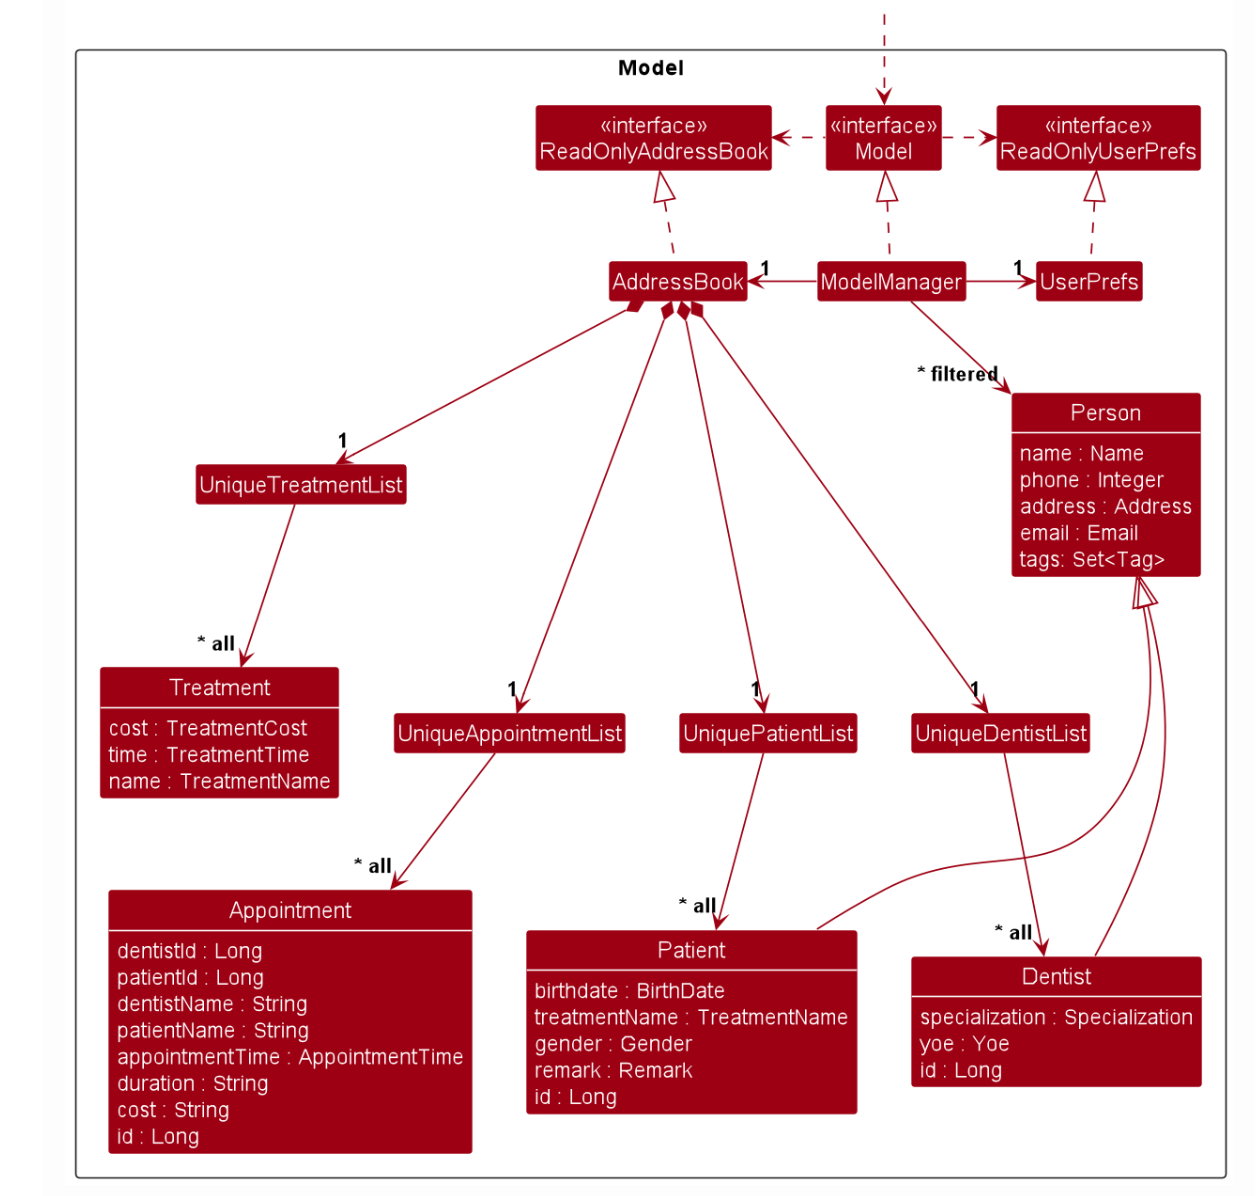 Model
«interface»
ReadOnlyAddressBook
«interface»
Model
«interface»
ReadOnlyUserPrefs
AddressBook
1
ModelManager
1
UserPrefs
* filtered
Person
name : Name
phone : Integer
address : Address
email : Email
tags: Set<Tag>
1
UniqueTreatmentList
* all
Treatment
cost : TreatmentCost
time : TreatmentTime
name : TreatmentName
1
UniqueAppointmentList
1
UniquePatientList
1
UniqueDentistList
* all
Appointment
dentistId : Long
patientId : Long
dentistName : String
patientName : String
appointmentTime : AppointmentTime
duration : String
cost : String
id : Long
* all
Patient
birthdate : BirthDate
treatmentName : TreatmentName
gender : Gender
remark : Remark
id : Long
* all
Dentist
specialization : Specialization
yoe : Yoe
id : Long